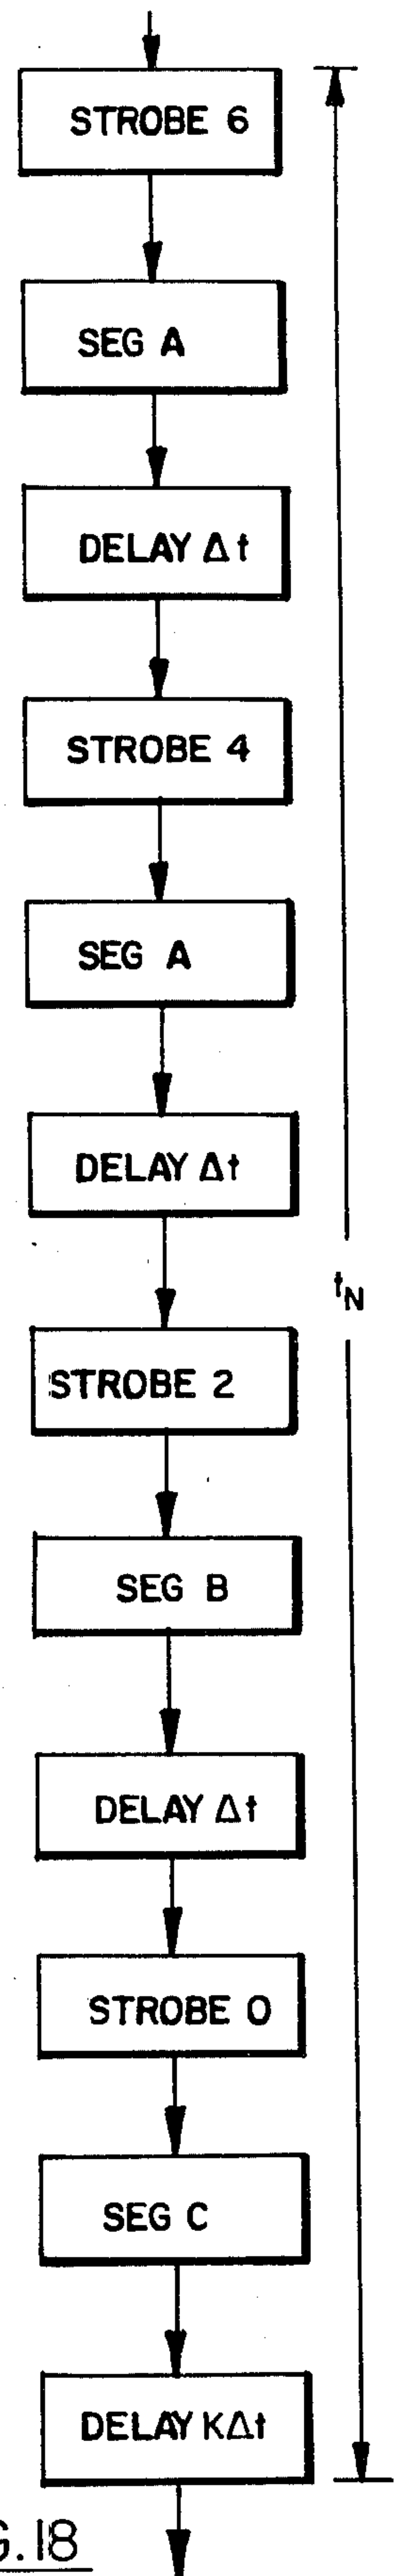 STROBE 6
SEG A
DELAY Δt
STROBE 4
SEG A
DELAY Δt
tN
STROBE 2
SEG B
DELAY Δt
STROBE 0
SEG C
DELAY KΔt
G.18